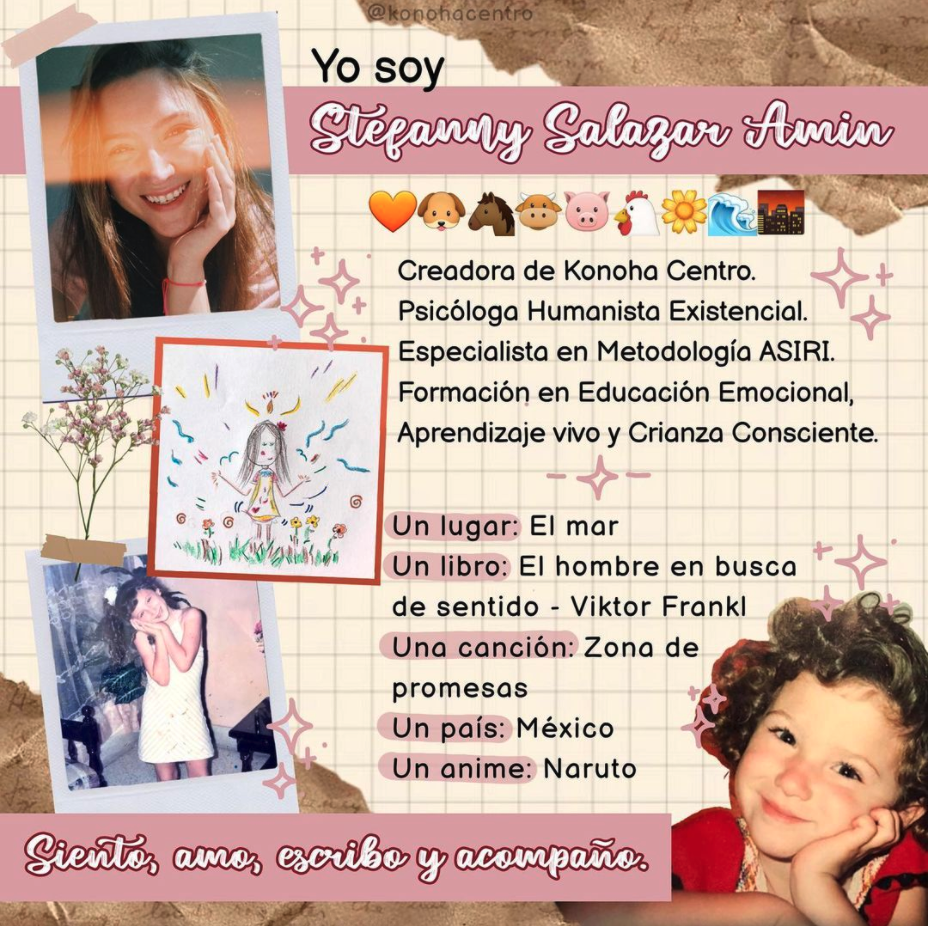 @konohacentro
Yo soy
Stefanny Salazar Amin
Creadora de Konoha Centro.
Psicóloga Humanista Existencial.
Especialista en Metodología ASIRI.
Formación en Educación Emocional,
Aprendizaje vivo y Crianza Consciente.
Un lugar: El mar
Un libro: El hombre en busca
de sentido - Viktor Frankl
Una canción: Zona de
promesas
Un país: México
Un anime: Naruto
Siento, amo, escribo y acompaño.